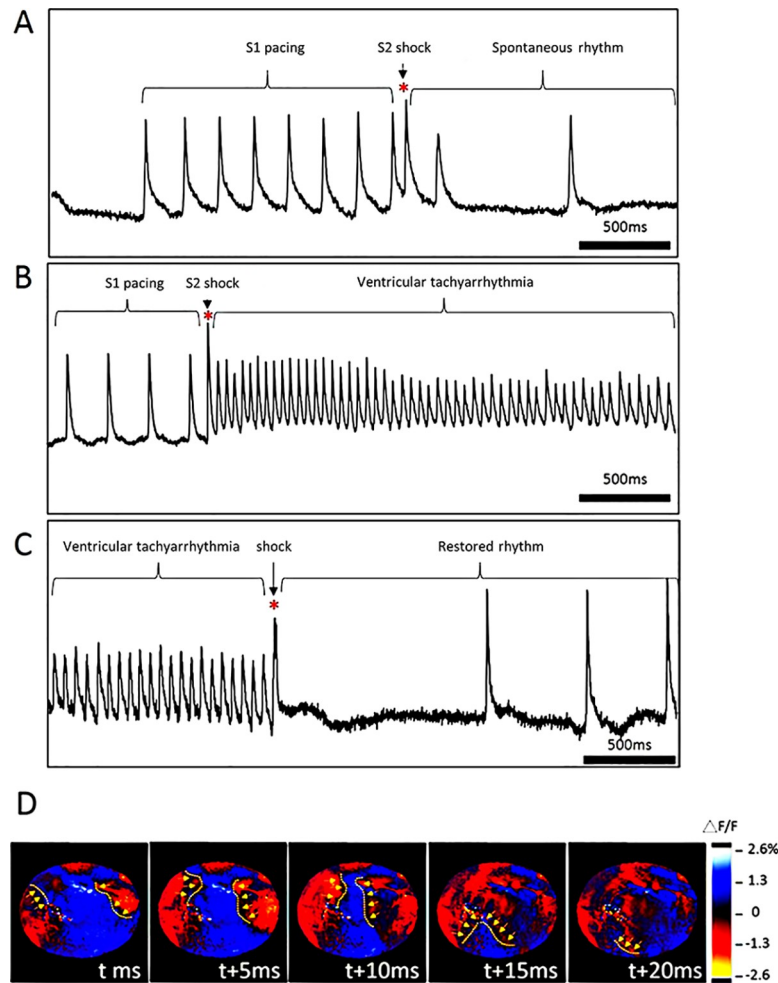 A
S1 pacing
S2 shock
Spontaneous rhythm
*
500ms
B
S1 pacing
S2 shock
Ventricular tachyarrhythmia
*
500ms
C
Ventricular tachyarrhythmia
shock
Restored rhythm
*
500ms
D
△F/F
2.6%
1.3
0
-1.3
-2.6
t ms
t+5ms
t+10ms
t+15ms
t+20ms